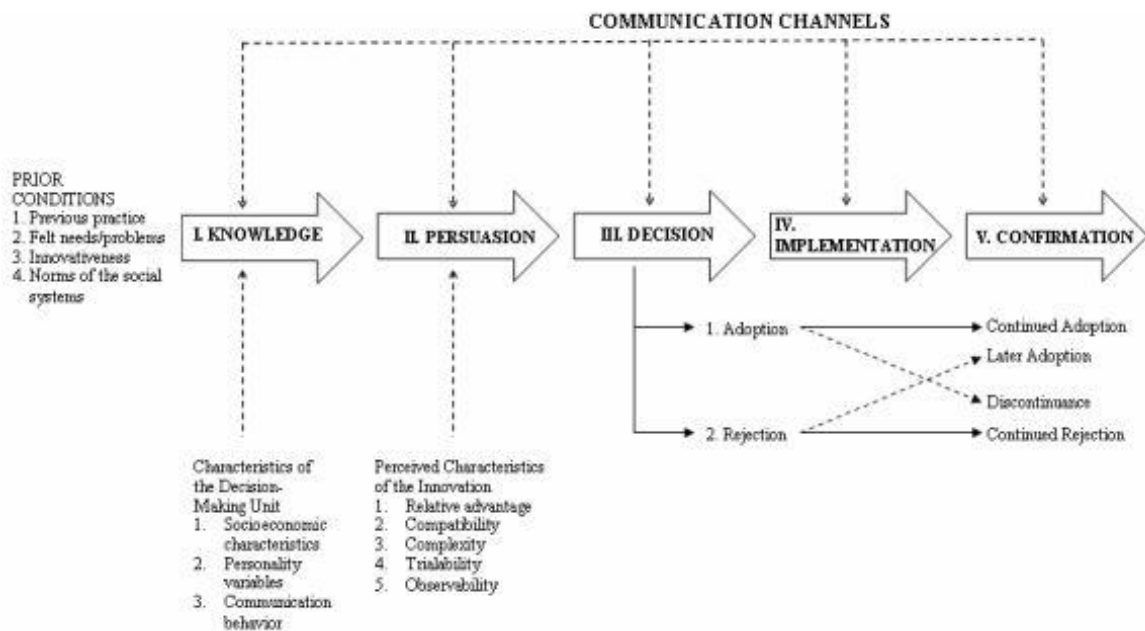 COMMUNICATION CHANNELS
PRIOR
CONDITIONS
1. Previous practice
2. Felt needs/problems
3. Innovativeness
4. Norms of the social
systems
I. KNOWLEDGE
II. PERSUASION
III. DECISION
IV.
IMPLEMENTATION
V. CONFIRMATION
1. Adoption
2. Rejection
Continued Adoption
Later Adoption
Discontinuance
Continued Rejection
Characteristics of
the Decision-
Making Unit
1. Socioeconomic
characteristics
2. Personality
variables
3. Communication
behavior
Perceived Characteristics
of the Innovation
1. Relative advantage
2. Compatibility
3. Complexity
4. Trialability
5. Observability